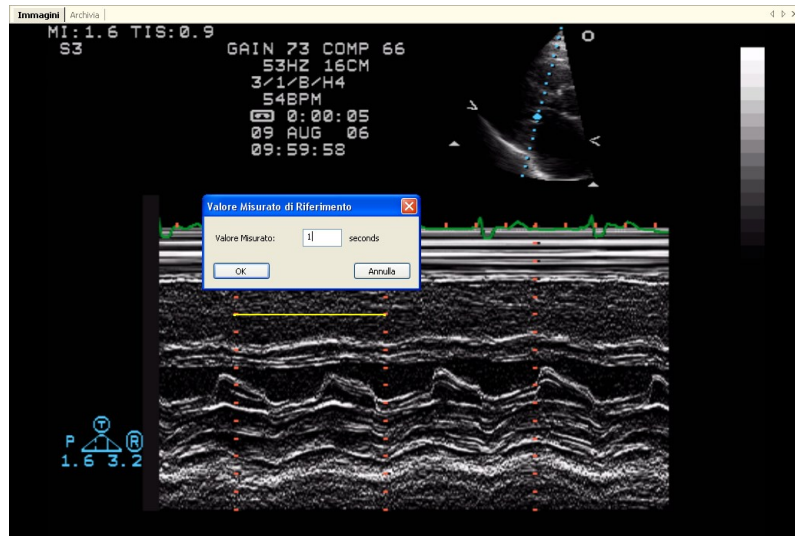 Immagini Archivia
MI:1.6 TIS:0.9
S3
GAIN 73 COMP 66
53HZ 16CM
3/1/B/H4
54BPM
0:00:05
09 AUG 06
09:59:58
Valore Misurato di Riferimento
Valore Misurato: 1 seconds
OK Annulla
T
P R
1.6 3.2